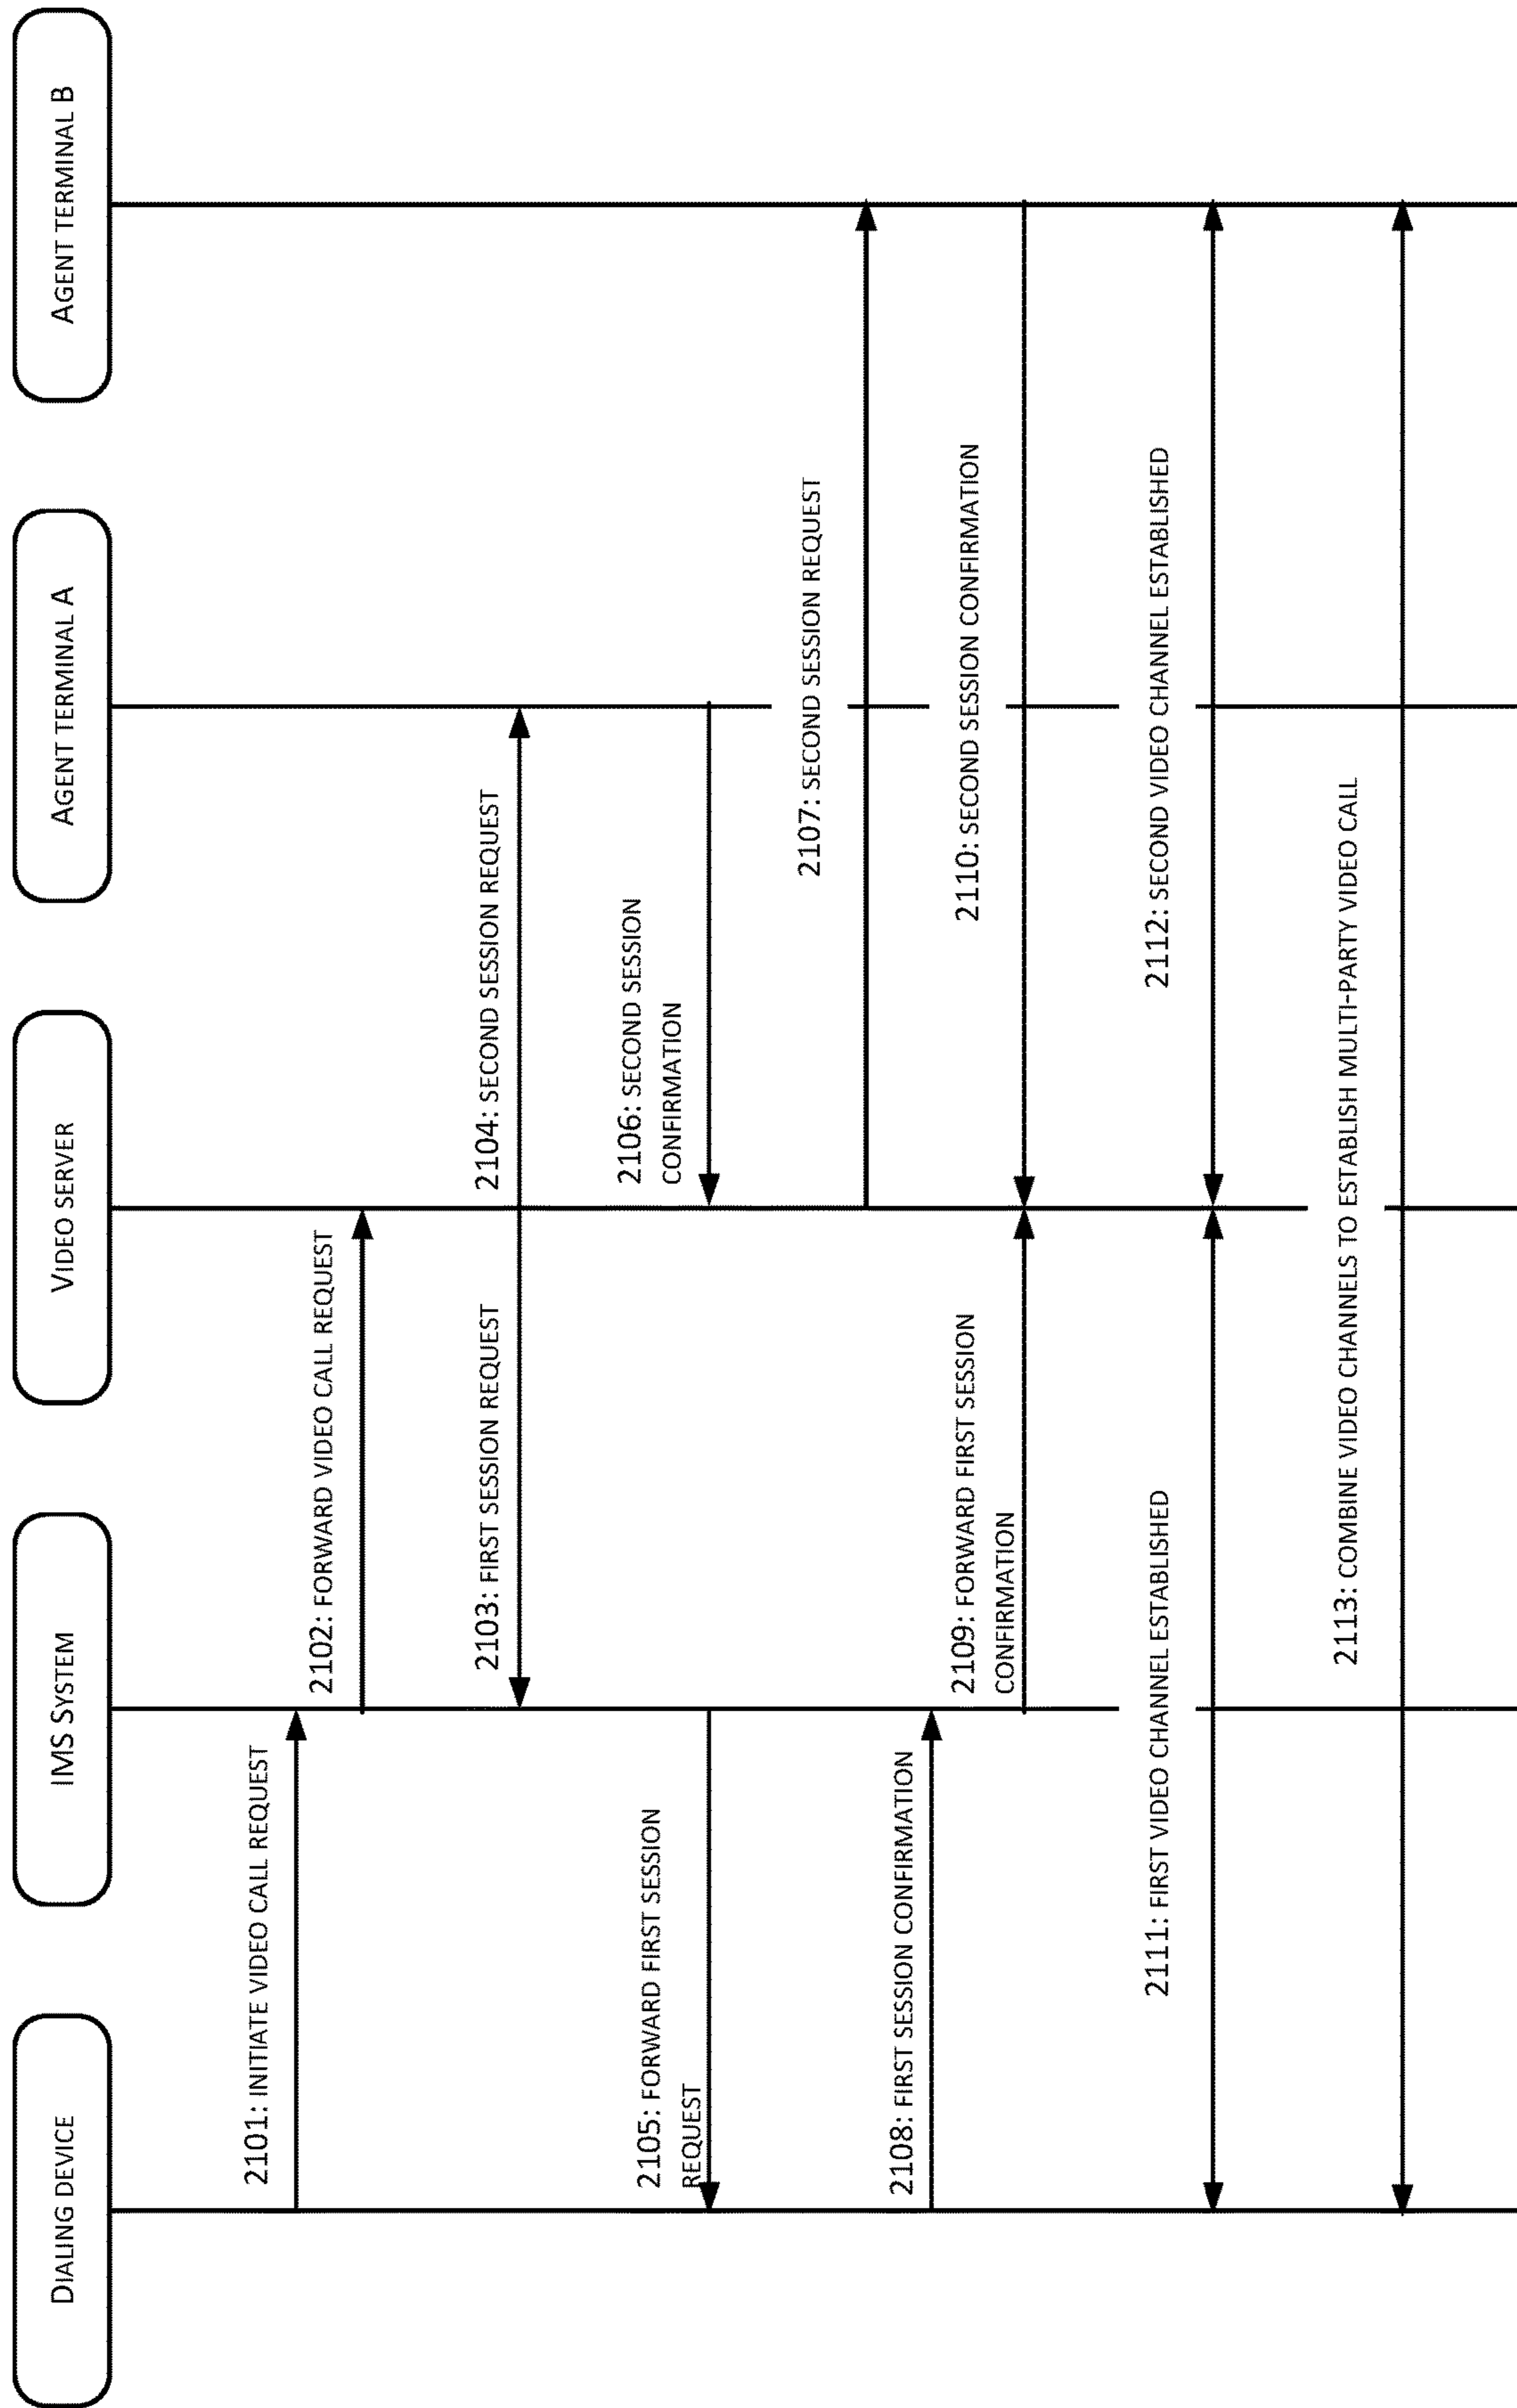 DIALING DEVICE
IMS SYSTEM
VIDEO SERVER
AGENT TERMINAL A
AGENT TERMINAL B
2101: INITIATE VIDEO CALL REQUEST
2102: FORWARD VIDEO CALL REQUEST
2103: FIRST SESSION REQUEST
2104: SECOND SESSION REQUEST
2105: FORWARD FIRST SESSION
REQUEST
2106: SECOND SESSION
CONFIRMATION
2107: SECOND SESSION REQUEST
2108: FIRST SESSION CONFIRMATION
2109: FORWARD FIRST SESSION
CONFIRMATION
2110: SECOND SESSION CONFIRMATION
2111: FIRST VIDEO CHANNEL ESTABLISHED
2112: SECOND VIDEO CHANNEL ESTABLISHED
2113: COMBINE VIDEO CHANNELS TO ESTABLISH MULTI-PARTY VIDEO CALL